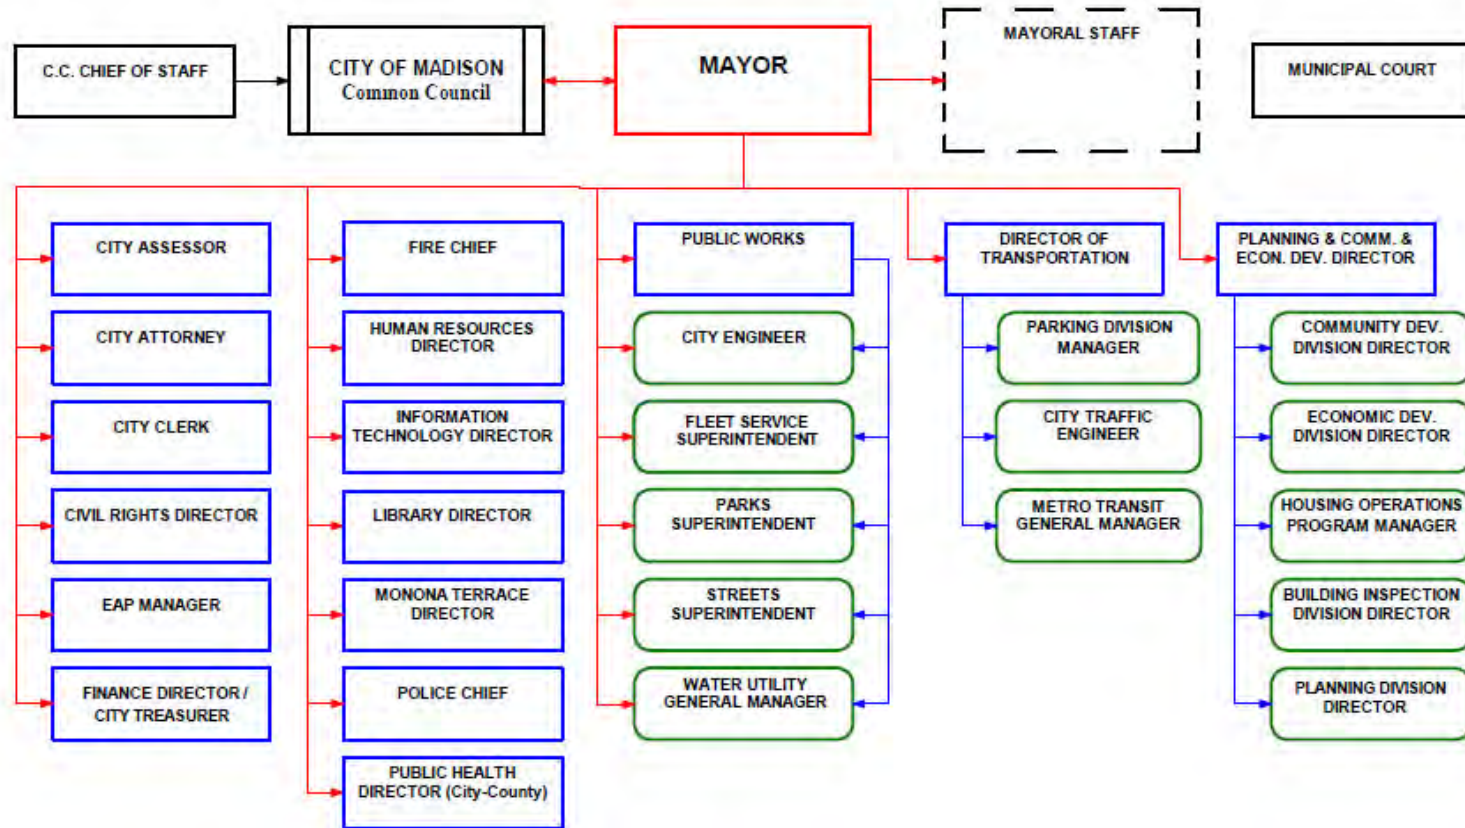 C.C. CHIEF OF STAFF
CITY OF MADISON
Common Council
MAYOR
MAYORAL STAFF
MUNICIPAL COURT
CITY ASSESSOR
CITY ATTORNEY
CITY CLERK
CIVIL RIGHTS DIRECTOR
EAP MANAGER
FINANCE DIRECTOR /
CITY TREASURER
FIRE CHIEF
HUMAN RESOURCES
DIRECTOR
INFORMATION
TECHNOLOGY DIRECTOR
LIBRARY DIRECTOR
MONONA TERRACE
DIRECTOR
POLICE CHIEF
PUBLIC HEALTH
DIRECTOR (City-County)
PUBLIC WORKS
CITY ENGINEER
FLEET SERVICE
SUPERINTENDENT
PARKS
SUPERINTENDENT
STREETS
SUPERINTENDENT
WATER UTILITY
GENERAL MANAGER
DIRECTOR OF
TRANSPORTATION
PARKING DIVISION
MANAGER
CITY TRAFFIC
ENGINEER
METRO TRANSIT
GENERAL MANAGER
PLANNING & COMM. &
ECON. DEV. DIRECTOR
COMMUNITY DEV.
DIVISION DIRECTOR
ECONOMIC DEV.
DIVISION DIRECTOR
HOUSING OPERATIONS
PROGRAM MANAGER
BUILDING INSPECTION
DIVISION DIRECTOR
PLANNING DIVISION
DIRECTOR